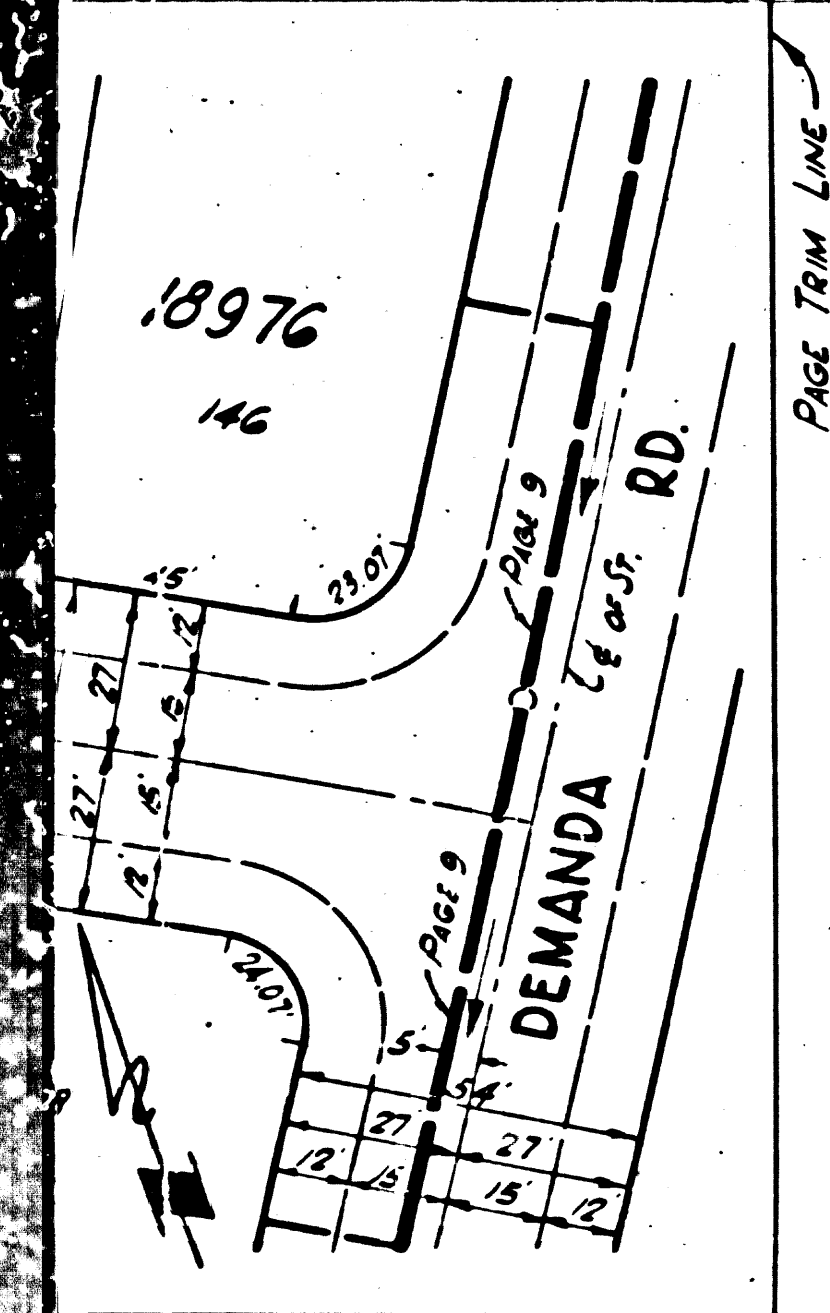 PAGE TRIM LINE
18976
146
RD.
PAGE 9
23.07'
℄ OF ST.
5'
12'
27'
15'
27'
15'
12'
DEMANDA
PAGE 9
24.07'
5'
54'
27'
27'
12'
15'
15'
12'
N